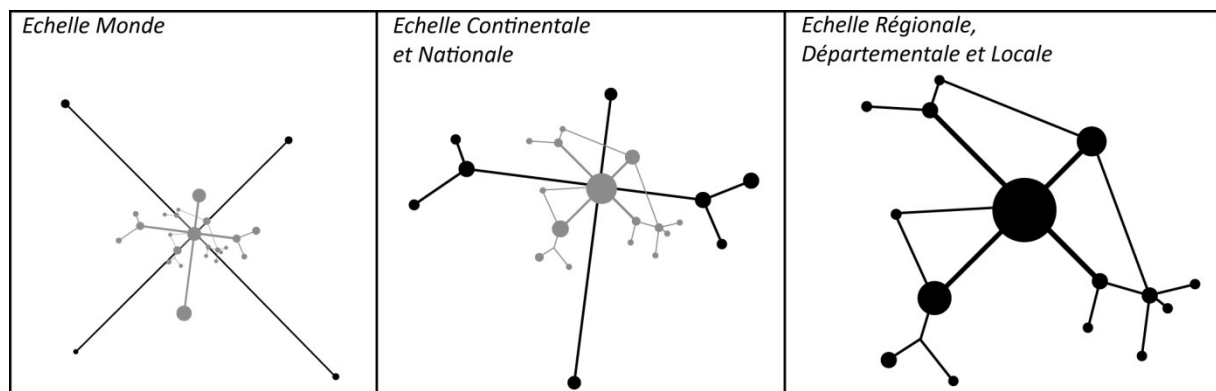 Echelle Monde
Echelle Continentale
et Nationale
Echelle Régionale,
Départementale et Locale